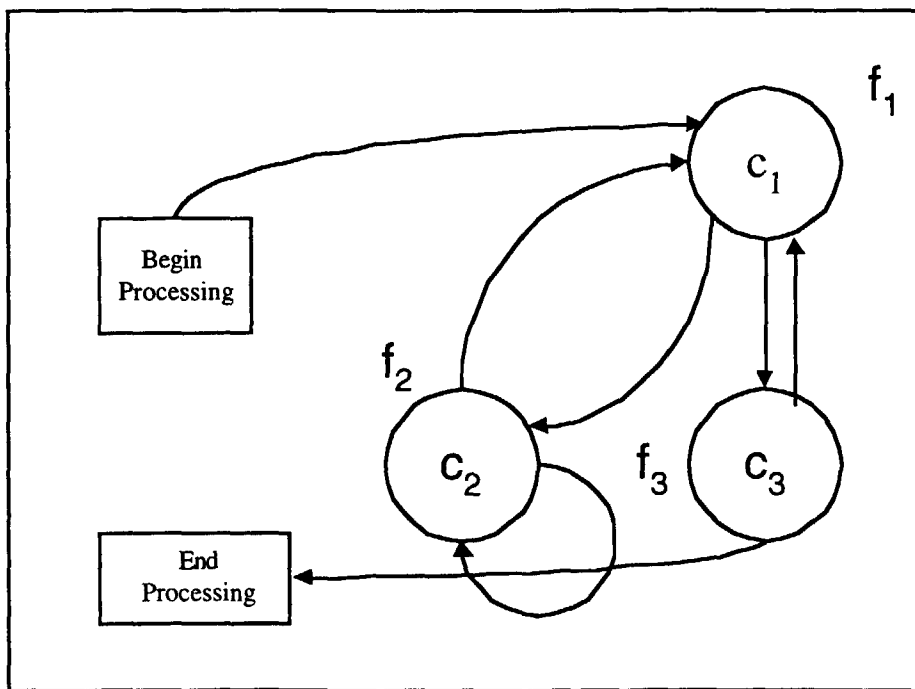 f₁
c₁
Begin
Processing
f₂
c₂
f₃
c₃
End
Processing